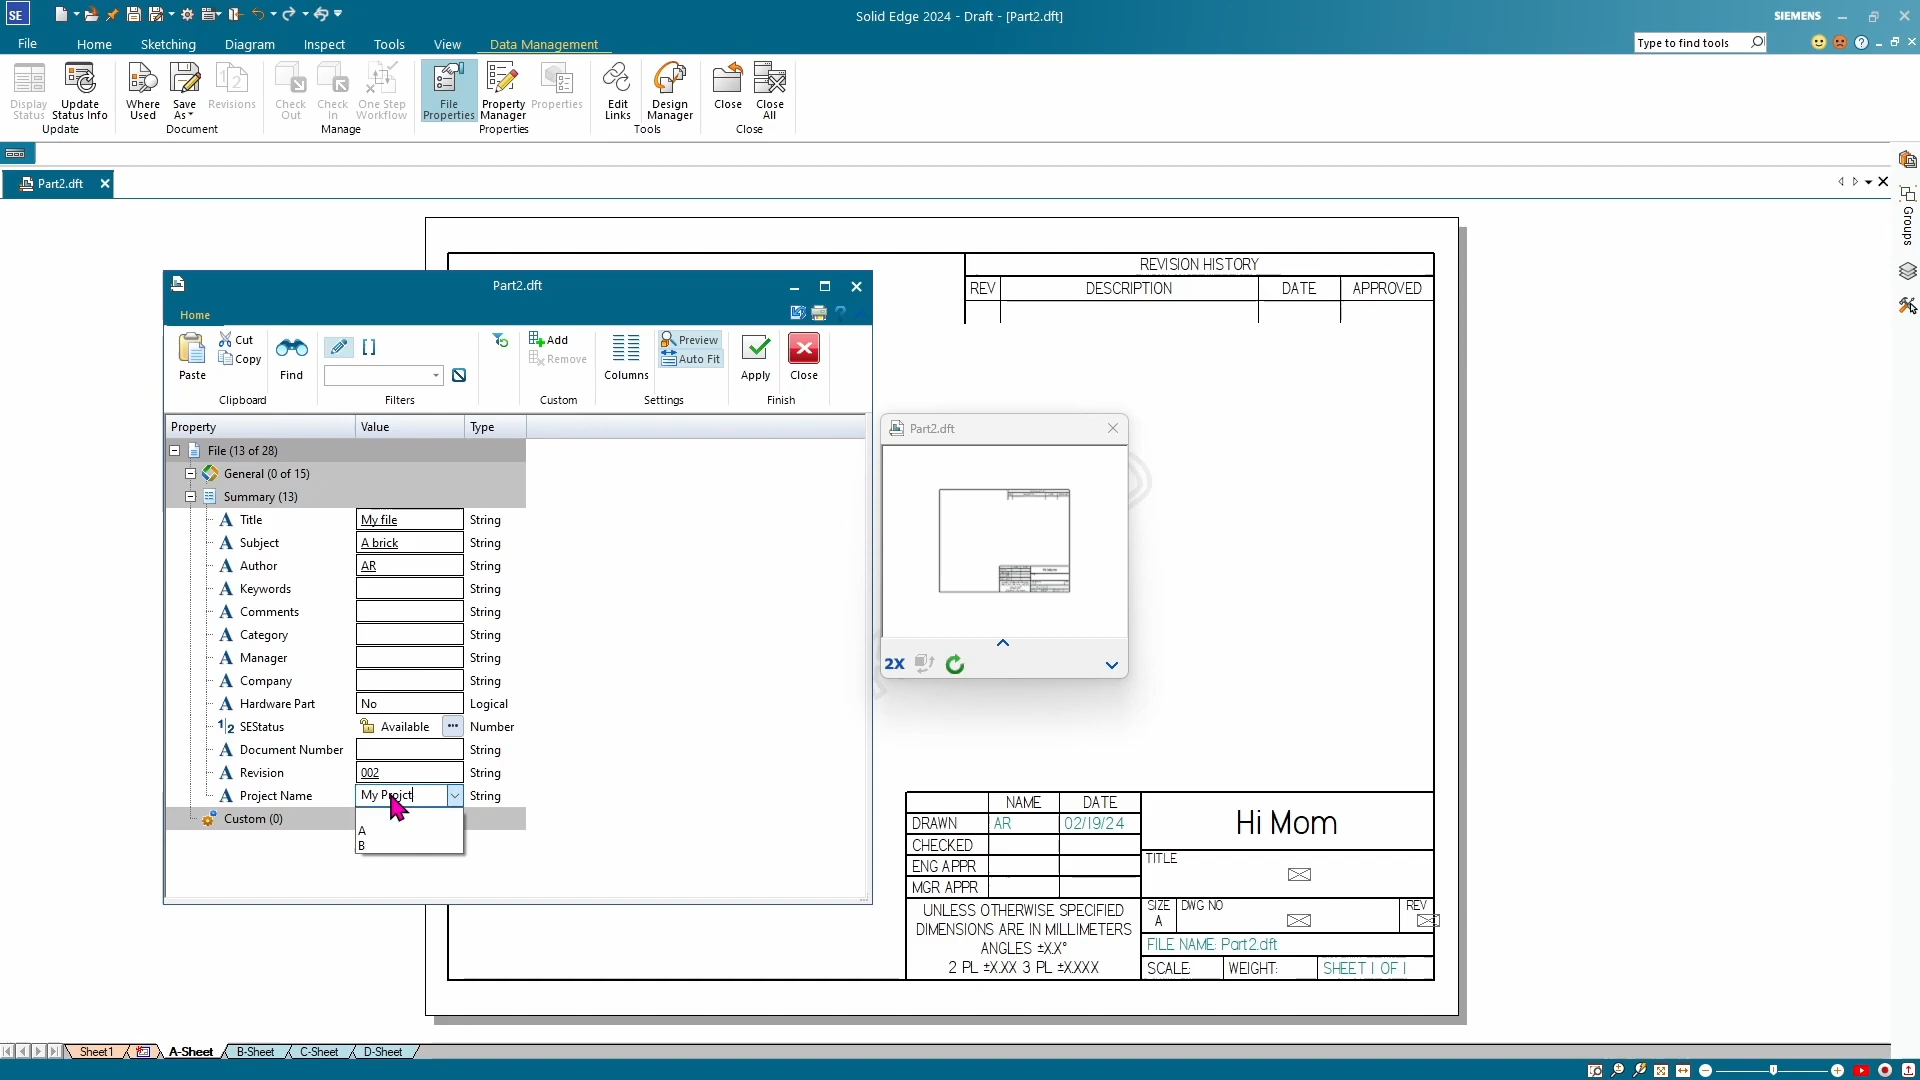 SE
Solid Edge 2024 - Draft - [Part2.dft]
SIEMENS
File
Home
Sketching
Diagram
Inspect
Tools
View
Data Management
Type to find tools
Display Status
Update Status Info
Update
Where Used
Save As
Revisions
Document
Check Out
Check In
One Step Workflow
Manage
File Properties
Property Manager
Properties
Properties
Edit Links
Design Manager
Tools
Close
Close All
Close
Part2.dft
Groups
REVISION HISTORY
REV DESCRIPTION DATE APPROVED
Part2.dft
Home
Paste
Cut
Copy
Clipboard
Find
Filters
Add
Remove
Custom
Columns
Preview
Auto Fit
Settings
Apply
Close
Finish
Property Value Type
File (13 of 28)
General (0 of 15)
Summary (13)
Title My file String
Subject A brick String
Author AR String
Keywords String
Comments String
Category String
Manager String
Company String
Hardware Part No Logical
SEStatus Available Number
Document Number String
Revision 002 String
Project Name My Projct String
Custom (0)
A
B
Part2.dft
2X
NAME DATE
DRAWN AR 02/19/24
CHECKED
ENG APPR
MGR APPR
Hi Mom
TITLE
UNLESS OTHERWISE SPECIFIED
DIMENSIONS ARE IN MILLIMETERS
ANGLES ±X.X°
2 PL ±X.XX 3 PL ±X.XXX
SIZE
A
DWG NO
REV
FILE NAME: Part2.dft
SCALE: WEIGHT: SHEET 1 OF 1
Sheet1
A-Sheet
B-Sheet
C-Sheet
D-Sheet